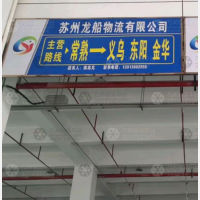 苏州龙船物流有限公司
主营路线:常熟→义乌 东阳 金华